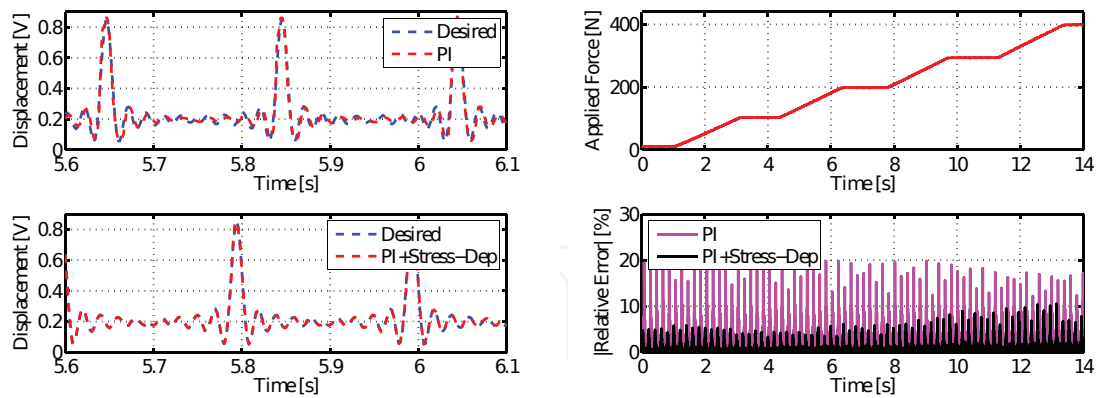 Displacement [V]
0.8
0.6
0.4
0.2
0
Desired
PI
5.6 5.7 5.8 5.9 6 6.1
Time [s]
Applied Force [N]
400
200
0
0 2 4 6 8 10 12 14
Time [s]
Displacement [V]
0.8
0.6
0.4
0.2
0
Desired
PI+Stress−Dep
5.6 5.7 5.8 5.9 6 6.1
Time [s]
|Relative Error| [%]
30
20
10
0
PI
PI+Stress−Dep
0 2 4 6 8 10 12 14
Time [s]